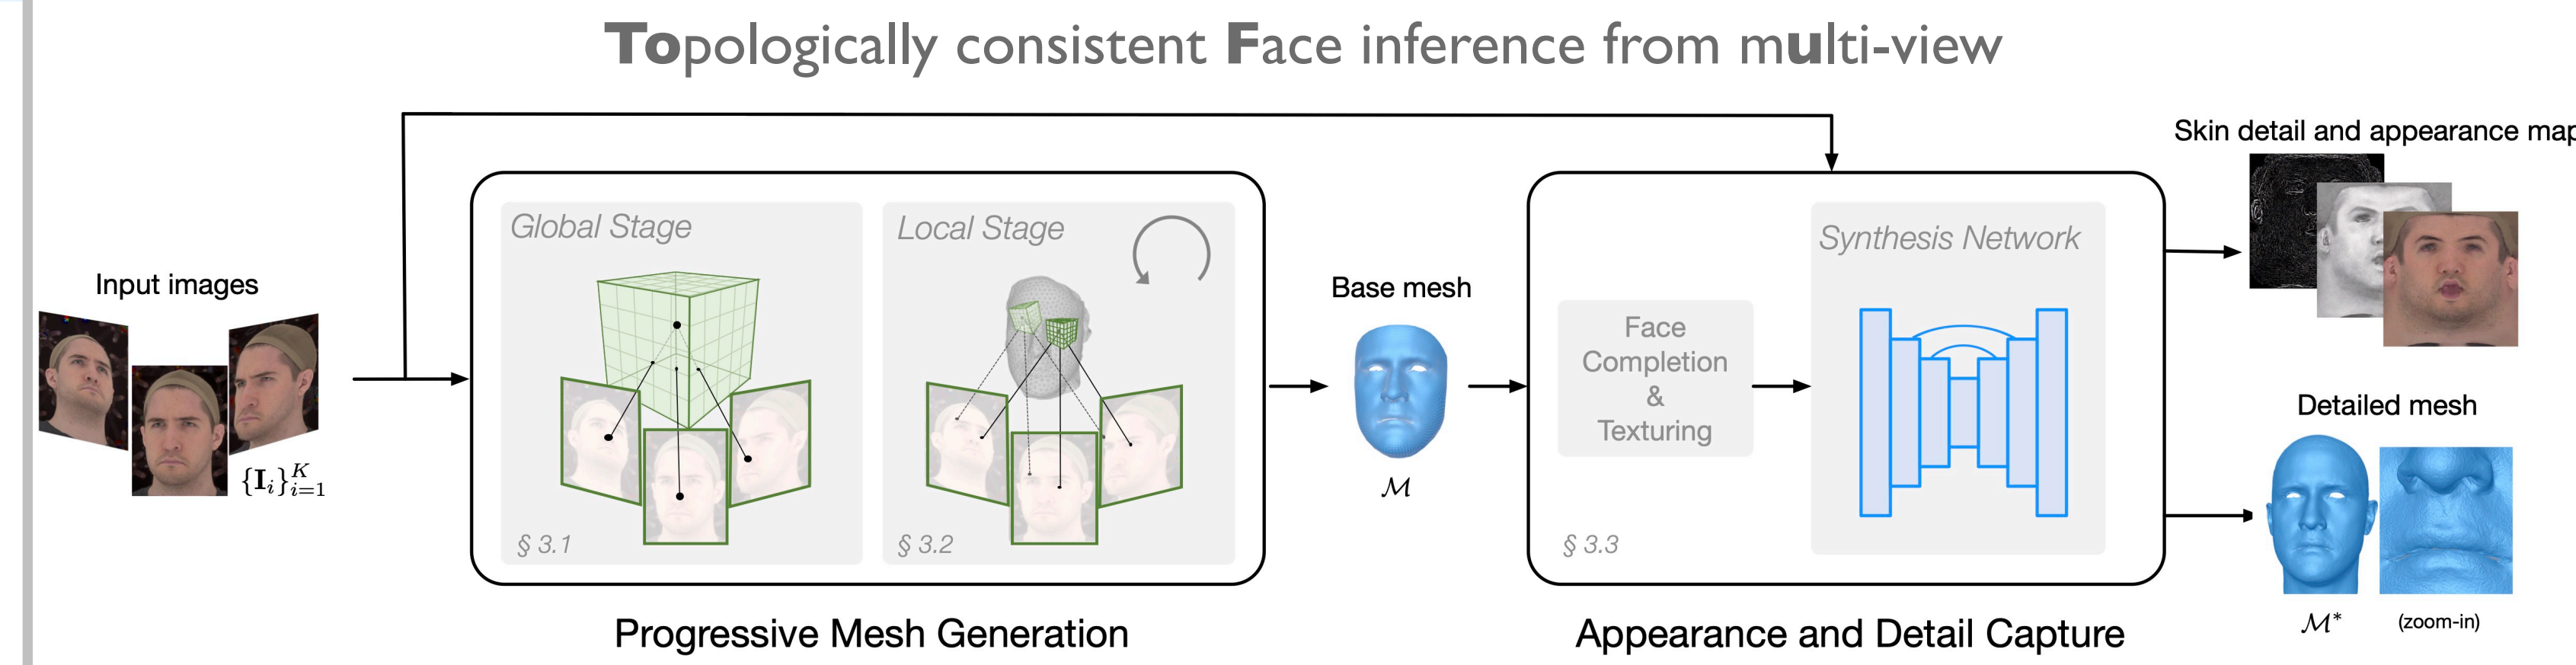 Topologically consistent Face inference from multi-view
Input images
{I_i}_{i=1}^K
Global Stage
§ 3.1
Local Stage
§ 3.2
Progressive Mesh Generation
Base mesh
ℳ
Face
Completion
&
Texturing
§ 3.3
Synthesis Network
Appearance and Detail Capture
Skin detail and appearance map
Detailed mesh
ℳ*
(zoom-in)